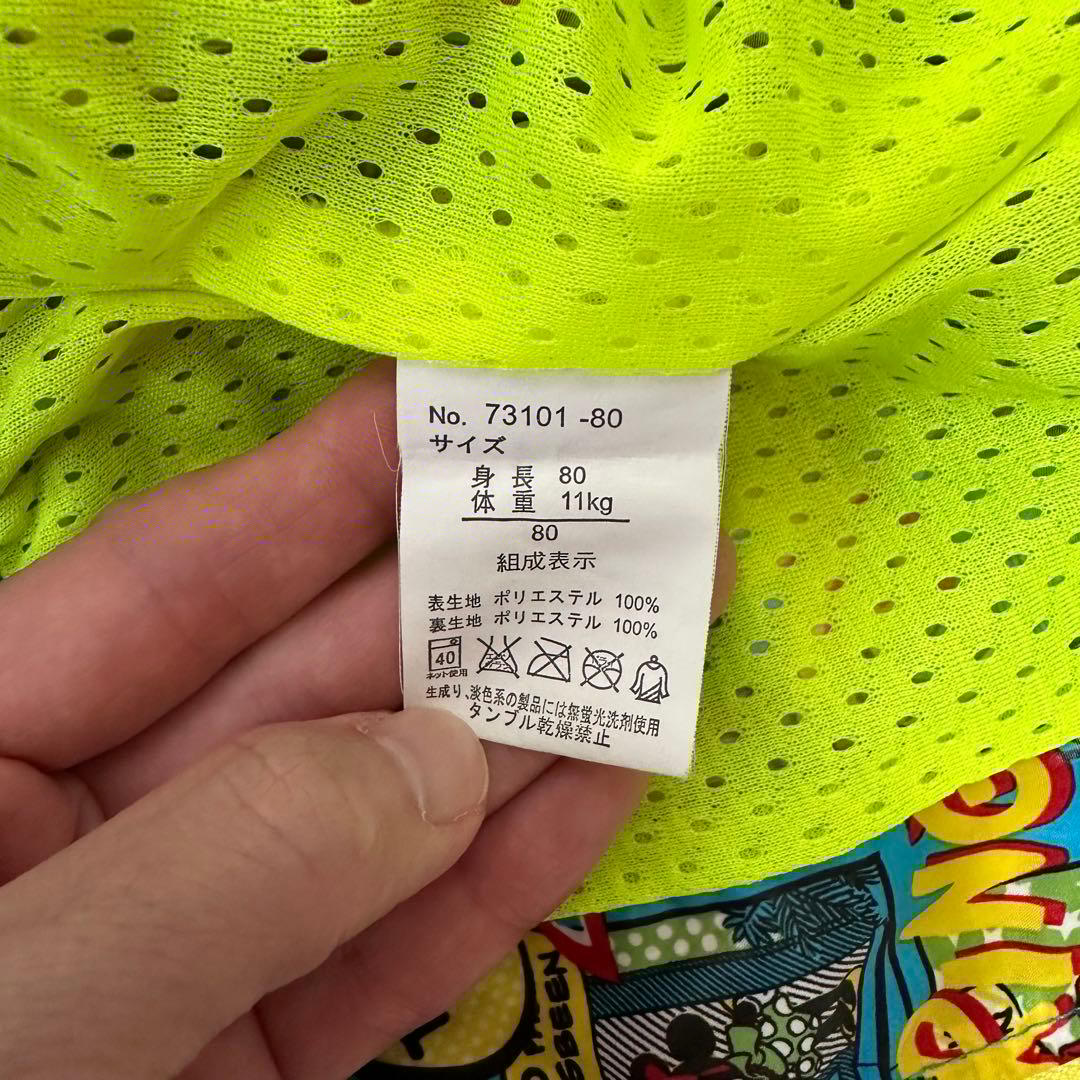 No. 73101 -80
サイズ
身長 80
体重 11kg
80
組成表示
表生地 ポリエステル 100%
裏生地 ポリエステル 100%
40
ネット使用
生成り、淡色系の製品には無蛍光洗剤使用
タンブル乾燥禁止
SBEEN